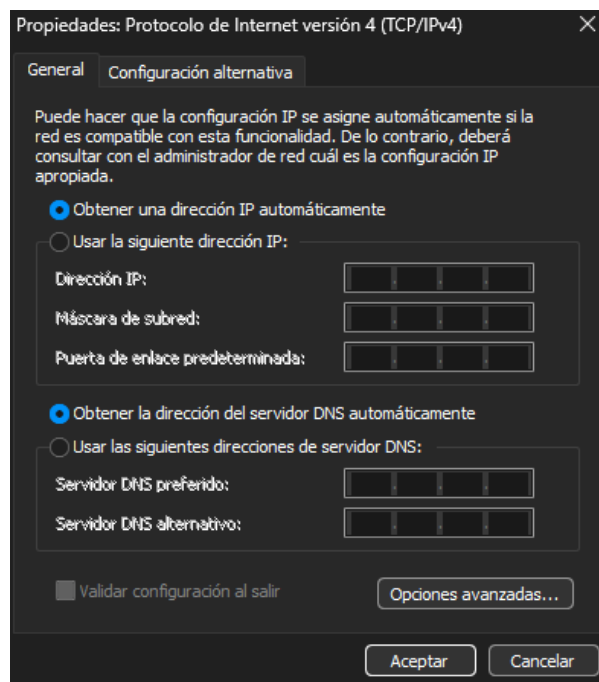 Propiedades: Protocolo de Internet versión 4 (TCP/IPv4)
General
Configuración alternativa
Puede hacer que la configuración IP se asigne automáticamente si la
red es compatible con esta funcionalidad. De lo contrario, deberá
consultar con el administrador de red cuál es la configuración IP
apropiada.
Obtener una dirección IP automáticamente
Usar la siguiente dirección IP:
Dirección IP:
Máscara de subred:
Puerta de enlace predeterminada:
Obtener la dirección del servidor DNS automáticamente
Usar las siguientes direcciones de servidor DNS:
Servidor DNS preferido:
Servidor DNS alternativo:
Validar configuración al salir
Opciones avanzadas...
Aceptar
Cancelar